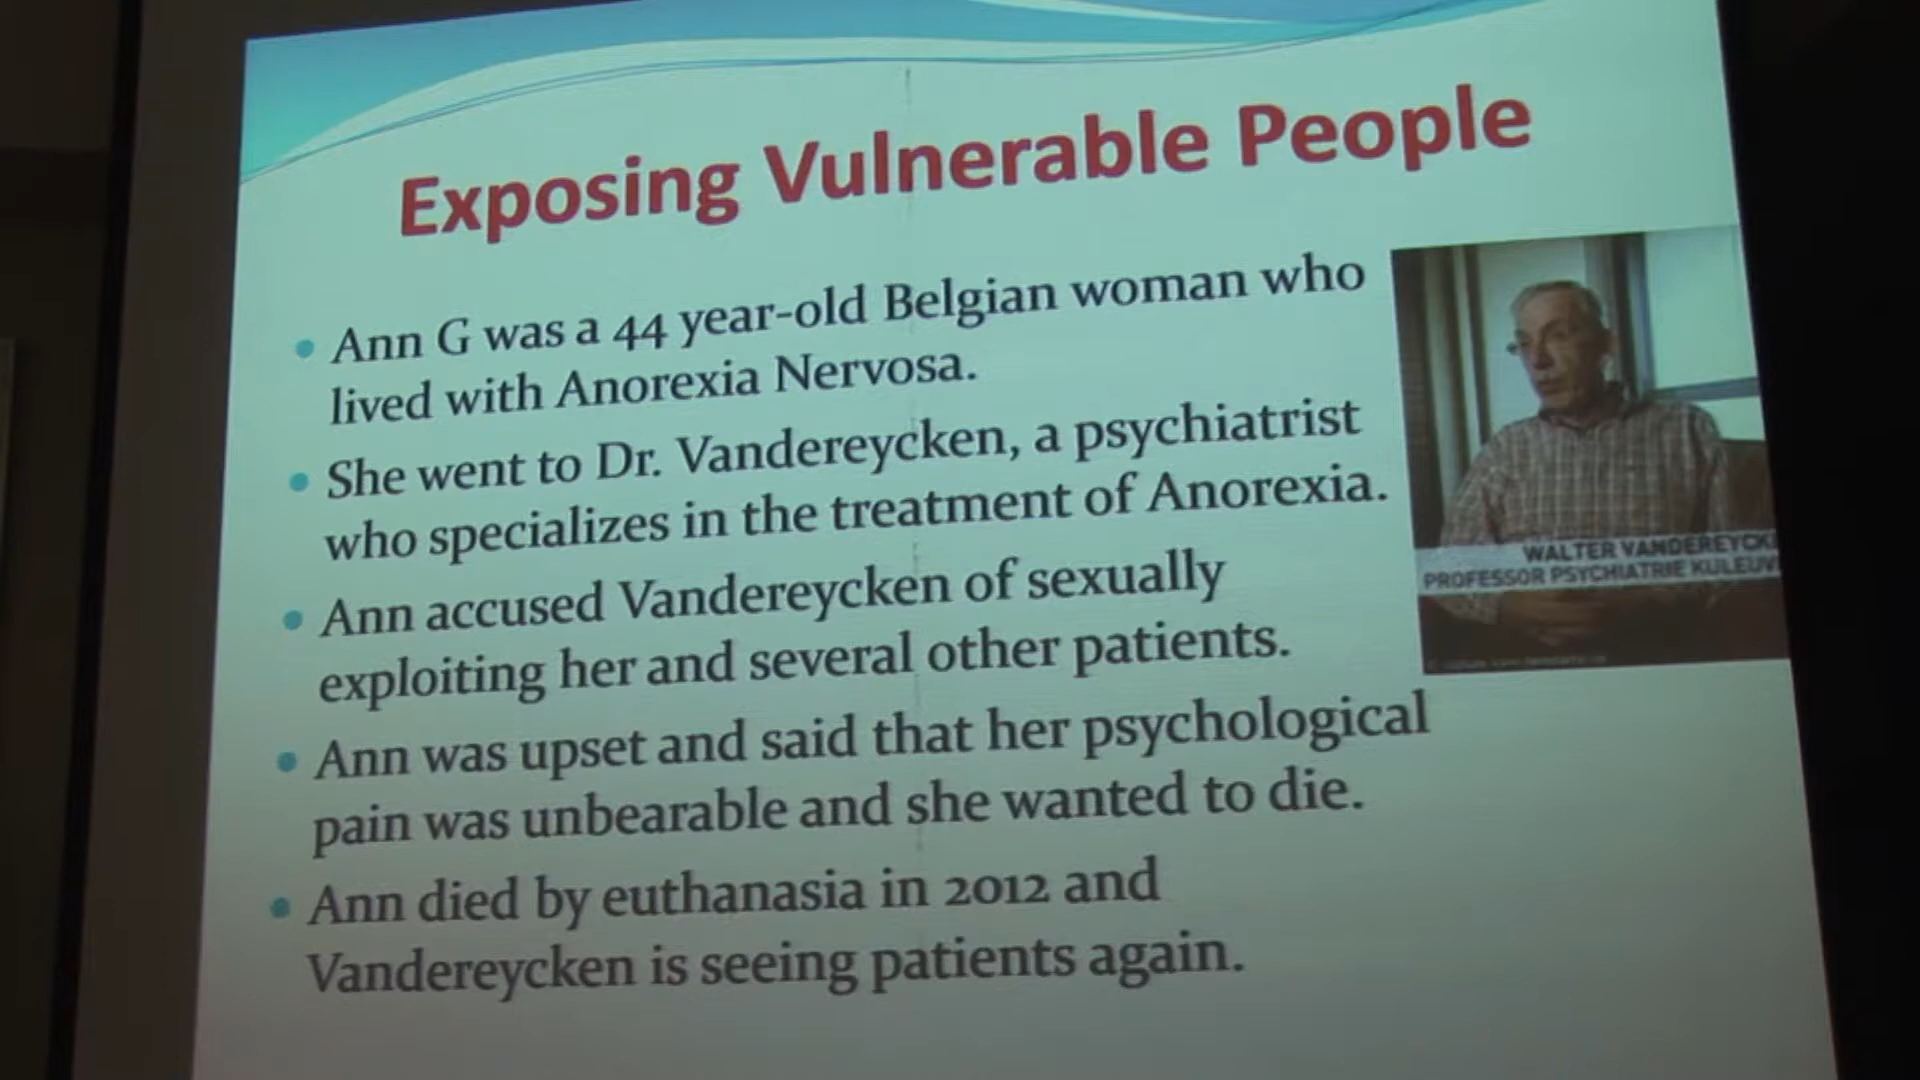 Exposing Vulnerable People
• Ann G was a 44 year-old Belgian woman who
lived with Anorexia Nervosa.
• She went to Dr. Vandereycken, a psychiatrist
who specializes in the treatment of Anorexia.
• Ann accused Vandereycken of sexually
exploiting her and several other patients.
• Ann was upset and said that her psychological
pain was unbearable and she wanted to die.
• Ann died by euthanasia in 2012 and
Vandereycken is seeing patients again.
WALTER VANDEREYCK
PROFESSOR PSYCHIATRIE KULEUV